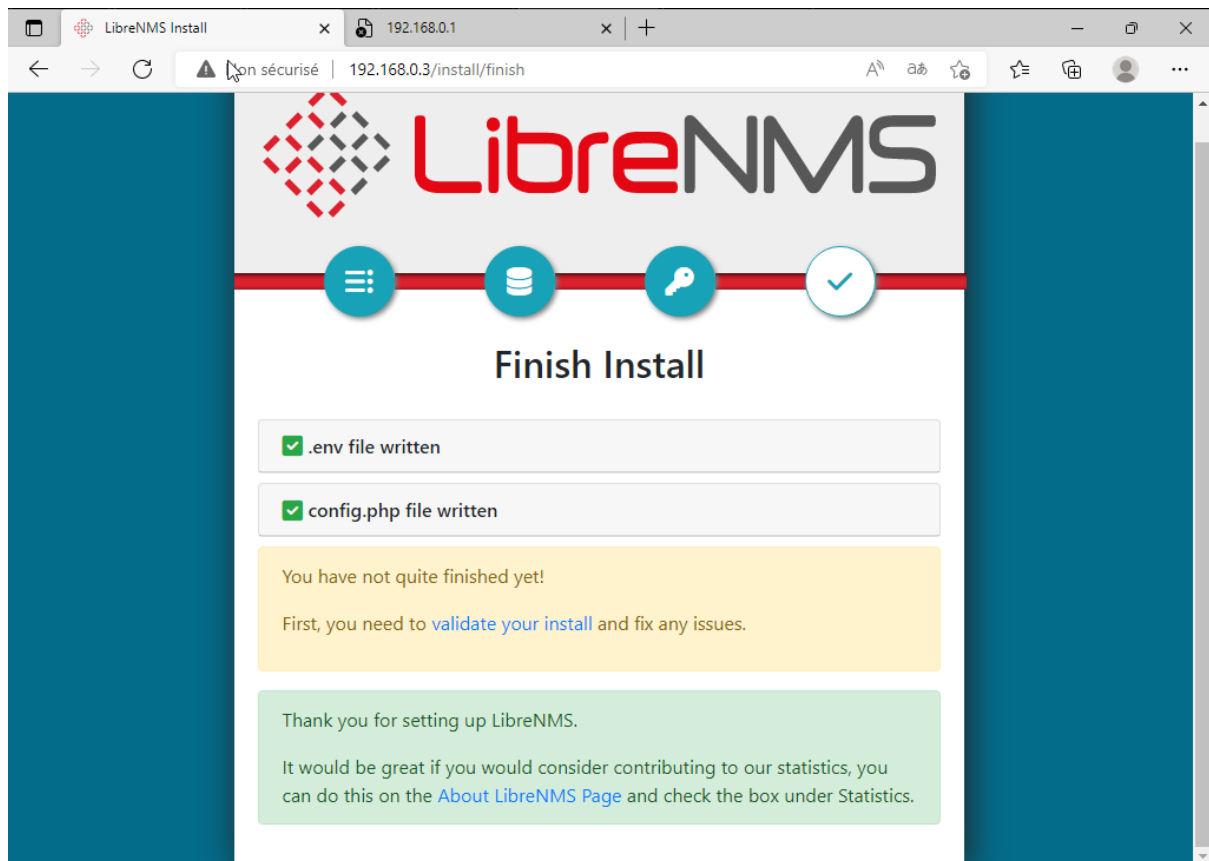 LibreNMS Install
192.168.0.1
Non sécurisé | 192.168.0.3/install/finish
LibreNMS
Finish Install
.env file written
config.php file written
You have not quite finished yet!
First, you need to validate your install and fix any issues.
Thank you for setting up LibreNMS.
It would be great if you would consider contributing to our statistics, you
can do this on the About LibreNMS Page and check the box under Statistics.